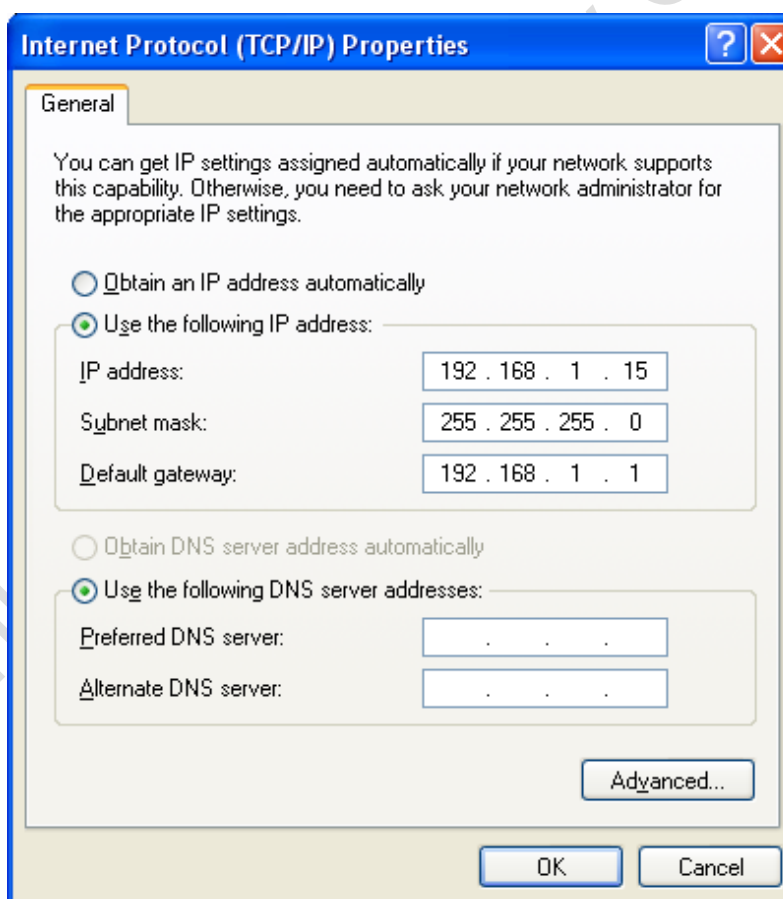 Internet Protocol (TCP/IP) Properties
General
You can get IP settings assigned automatically if your network supports
this capability. Otherwise, you need to ask your network administrator for
the appropriate IP settings.
Obtain an IP address automatically
Use the following IP address:
IP address: 192 . 168 . 1 . 15
Subnet mask: 255 . 255 . 255 . 0
Default gateway: 192 . 168 . 1 . 1
Obtain DNS server address automatically
Use the following DNS server addresses:
Preferred DNS server: . . .
Alternate DNS server: . . .
Advanced...
OK Cancel